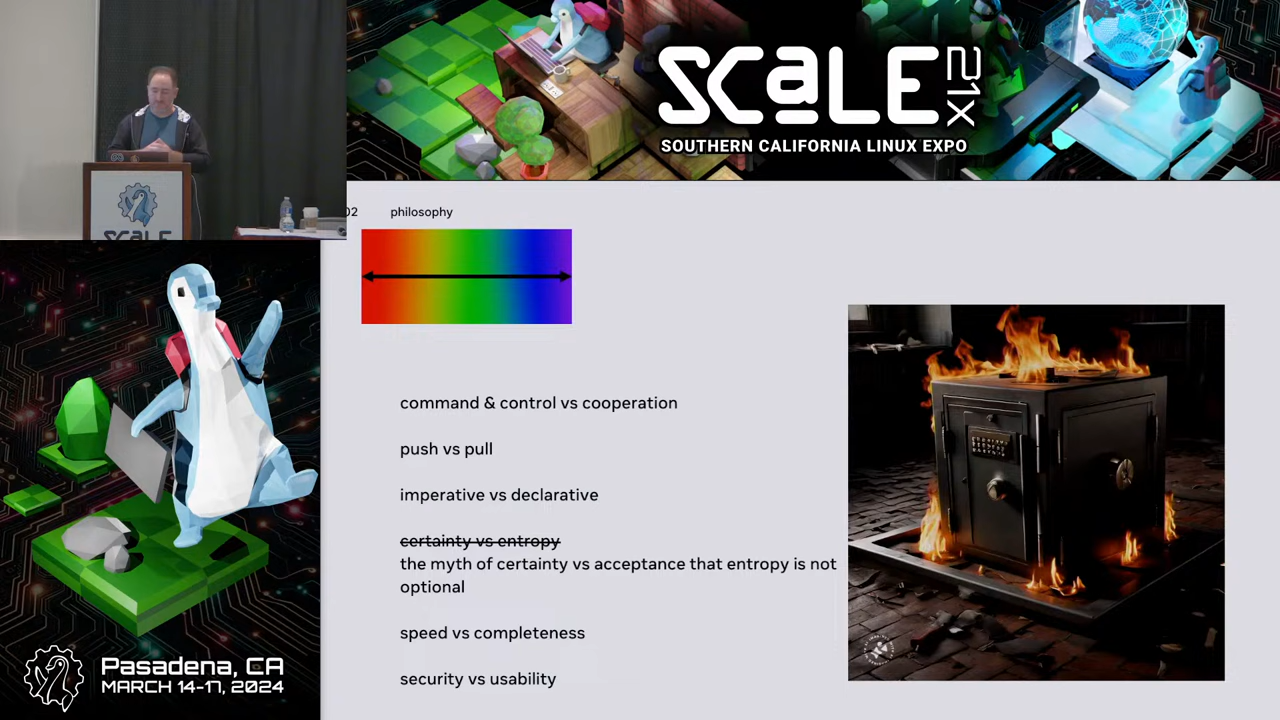 SCALE 21X
SOUTHERN CALIFORNIA LINUX EXPO
SCALE
02 philosophy
command & control vs cooperation
push vs pull
imperative vs declarative
certainty vs entropy
the myth of certainty vs acceptance that entropy is not
optional
speed vs completeness
security vs usability
Pasadena, CA
MARCH 14-17, 2024